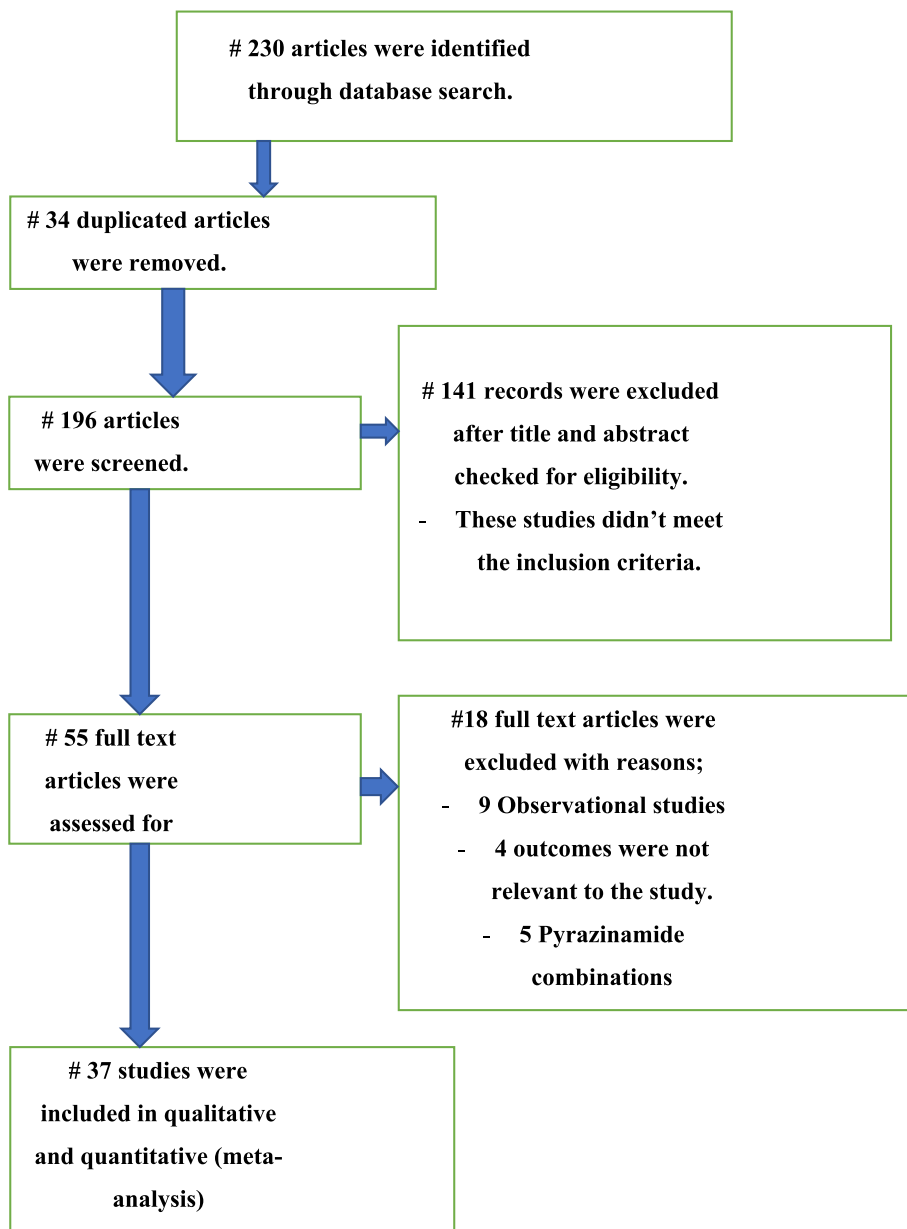 # 230 articles were identified
through database search.
# 34 duplicated articles
were removed.
# 196 articles
were screened.
# 141 records were excluded
after title and abstract
checked for eligibility.
- These studies didn’t meet
the inclusion criteria.
# 55 full text
articles were
assessed for
#18 full text articles were
excluded with reasons;
- 9 Observational studies
- 4 outcomes were not
relevant to the study.
- 5 Pyrazinamide
combinations
# 37 studies were
included in qualitative
and quantitative (meta-
analysis)